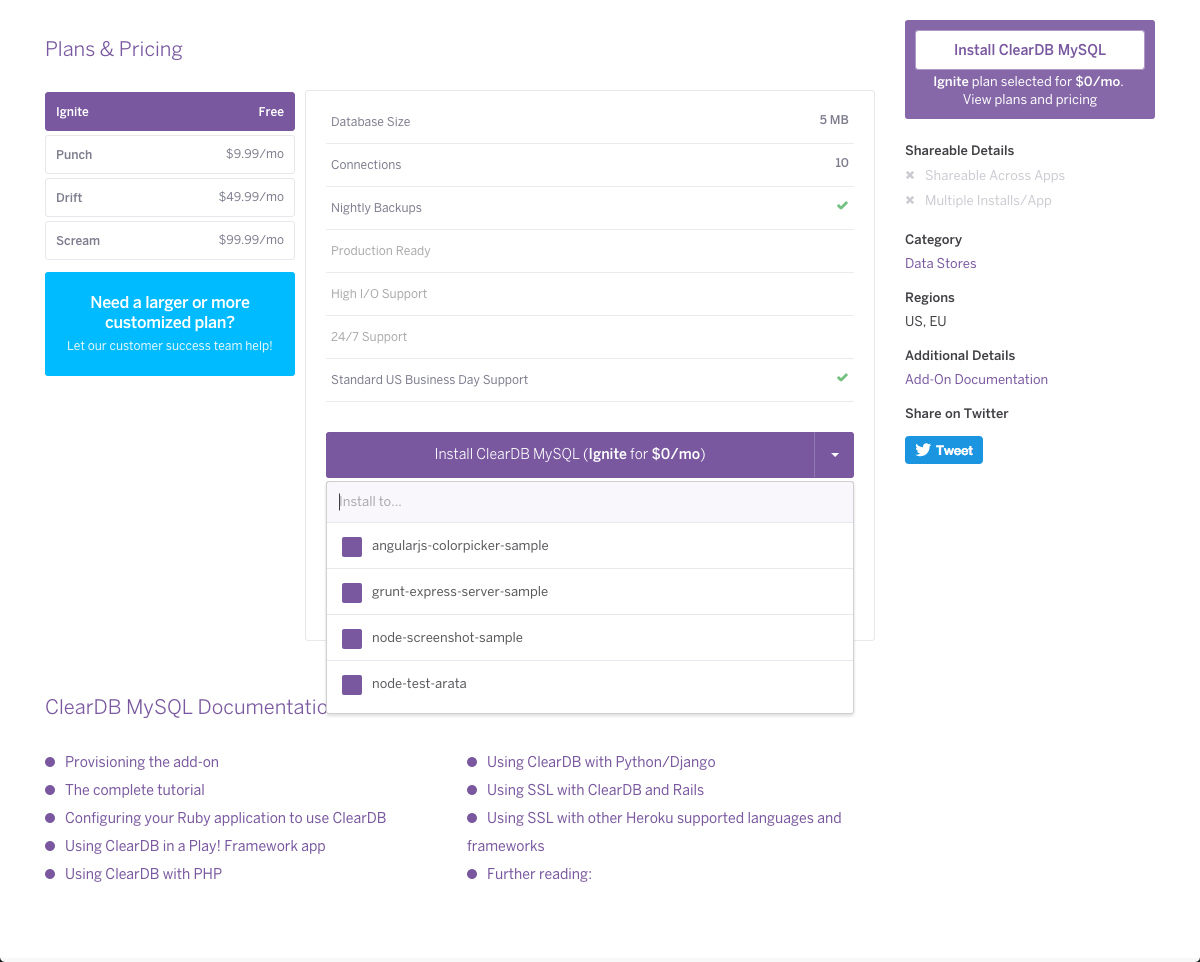 Plans & Pricing
Ignite Free
Punch $9.99/mo
Drift $49.99/mo
Scream $99.99/mo
Need a larger or more
customized plan?
Let our customer success team help!
Database Size 5 MB
Connections 10
Nightly Backups
Production Ready
High I/O Support
24/7 Support
Standard US Business Day Support
Install ClearDB MySQL (Ignite for $0/mo)
Install to...
angularjs-colorpicker-sample
grunt-express-server-sample
node-screenshot-sample
node-test-arata
Install ClearDB MySQL
Ignite plan selected for $0/mo.
View plans and pricing
Shareable Details
Shareable Across Apps
Multiple Installs/App
Category
Data Stores
Regions
US, EU
Additional Details
Add-On Documentation
Share on Twitter
Tweet
ClearDB MySQL Documentatio
Provisioning the add-on
The complete tutorial
Configuring your Ruby application to use ClearDB
Using ClearDB in a Play! Framework app
Using ClearDB with PHP
Using ClearDB with Python/Django
Using SSL with ClearDB and Rails
Using SSL with other Heroku supported languages and
frameworks
Further reading: